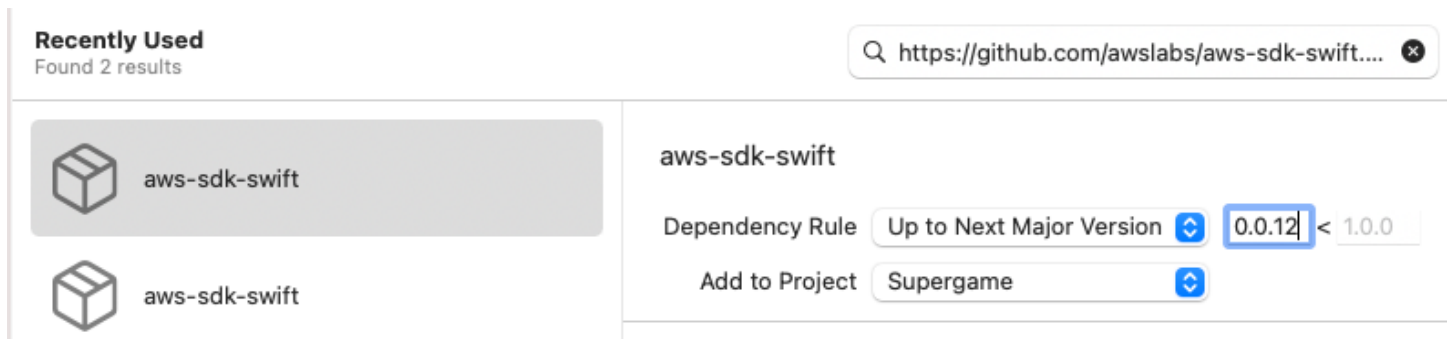 Recently Used
Found 2 results
https://github.com/awslabs/aws-sdk-swift....
aws-sdk-swift
aws-sdk-swift
aws-sdk-swift
Dependency Rule Up to Next Major Version 0.0.12 < 1.0.0
Add to Project Supergame